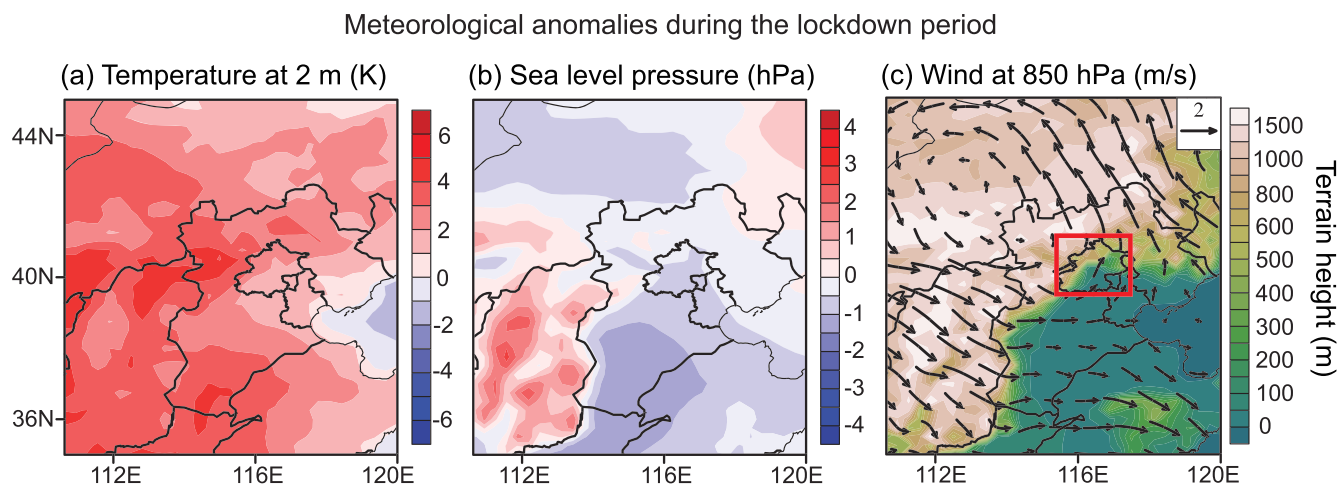 Meteorological anomalies during the lockdown period
(a) Temperature at 2 m (K)
(b) Sea level pressure (hPa)
(c) Wind at 850 hPa (m/s)
44N
40N
36N
112E
116E
120E
6
4
2
0
-2
-4
-6
112E
116E
120E
4
3
2
1
0
-1
-2
-3
-4
2
112E
116E
120E
1500
1000
800
600
500
400
300
200
100
0
Terrain height (m)